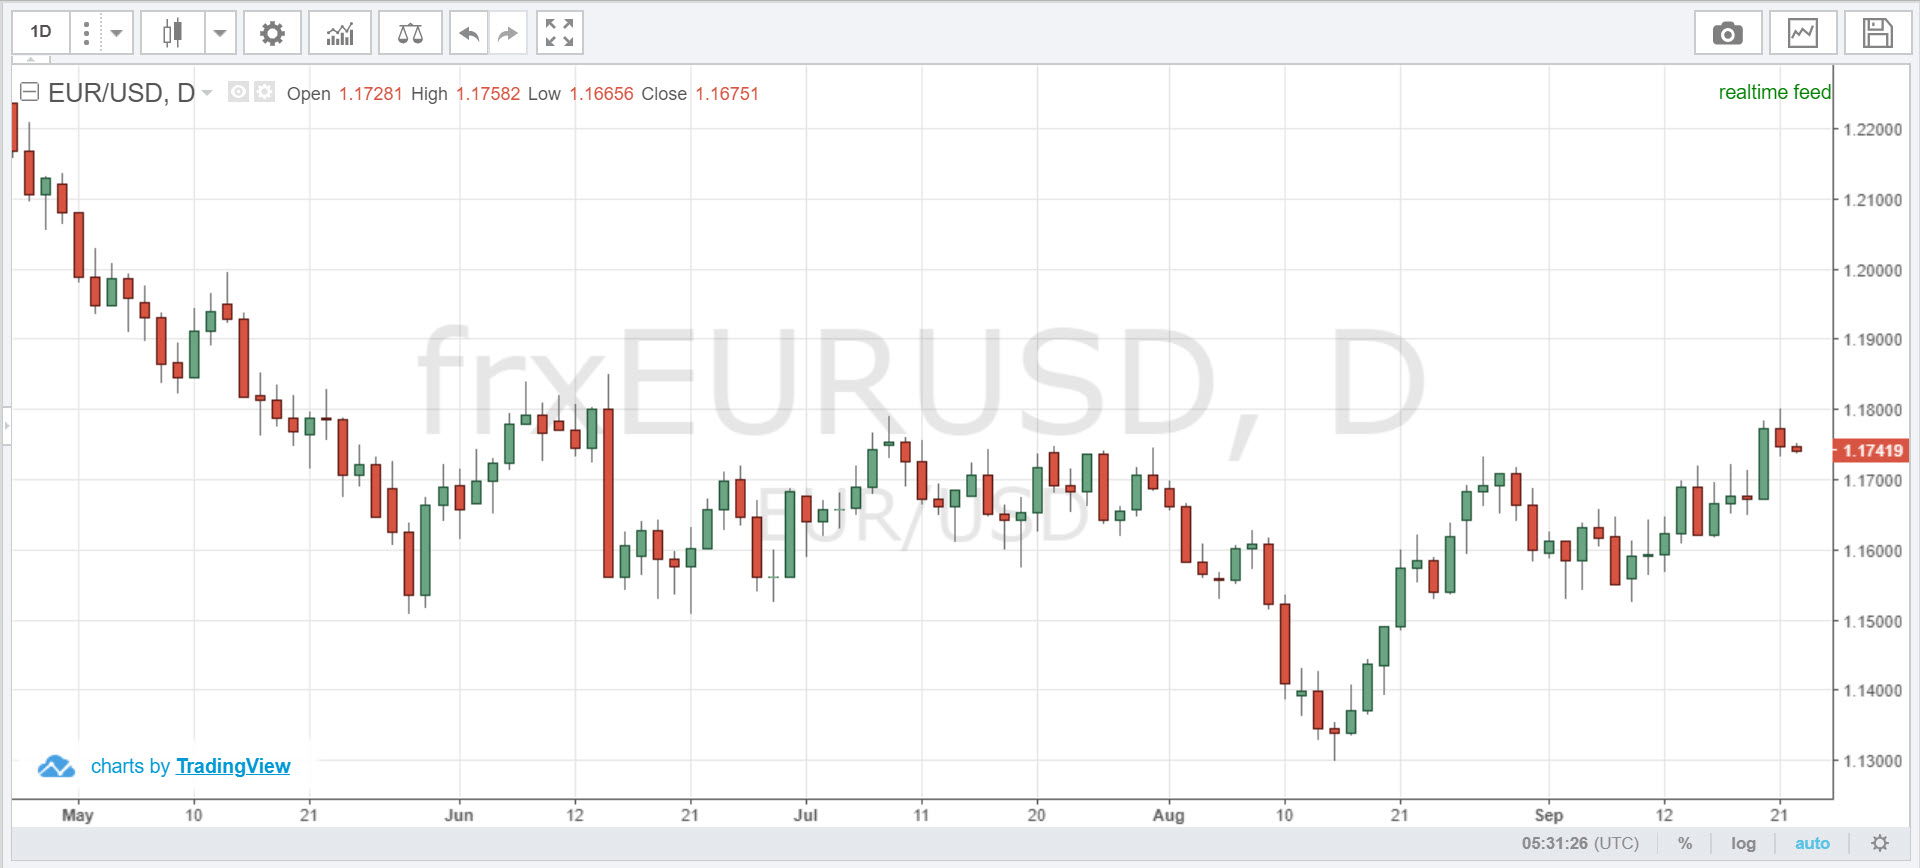 1D
EUR/USD, D Open 1.17281 High 1.17582 Low 1.16656 Close 1.16751
realtime feed
1.22000
1.21000
1.20000
1.19000
1.18000
1.17419
1.17000
1.16000
1.15000
1.14000
1.13000
frxEURUSD, D
EUR/USD
charts by TradingView
May 10 21 Jun 12 21 Jul 11 20 Aug 10 21 Sep 12 21
05:31:26 (UTC) % log auto